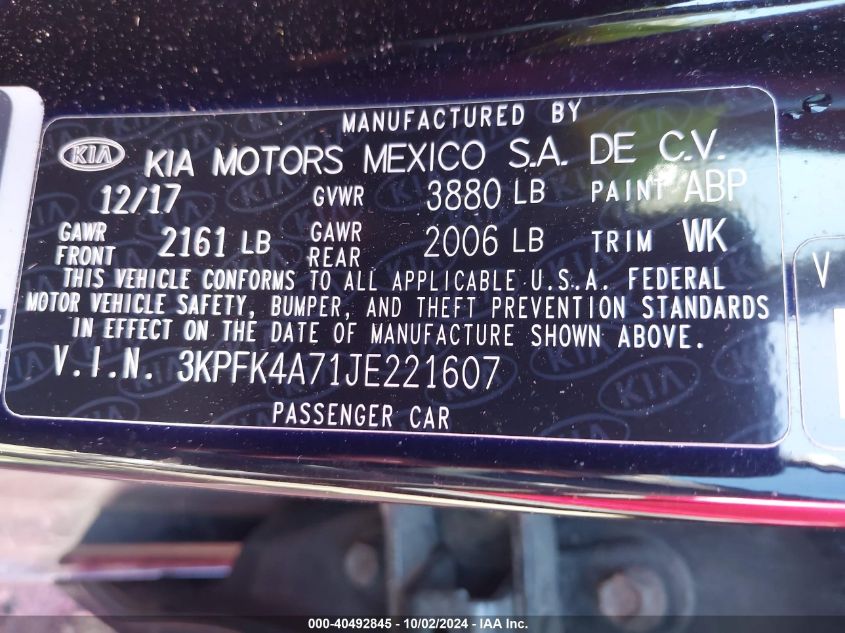 MANUFACTURED BY
KIA KIA MOTORS MEXICO S.A. DE C.V.
12/17 GVWR 3880 LB PAINT ABP
GAWR FRONT 2161 LB GAWR REAR 2006 LB TRIM WK
THIS VEHICLE CONFORMS TO ALL APPLICABLE U.S.A. FEDERAL
MOTOR VEHICLE SAFETY, BUMPER, AND THEFT PREVENTION STANDARDS
IN EFFECT ON THE DATE OF MANUFACTURE SHOWN ABOVE.
V.I.N. 3KPFK4A71JE221607
PASSENGER CAR
V
000-40492845 - 10/02/2024 - IAA Inc.